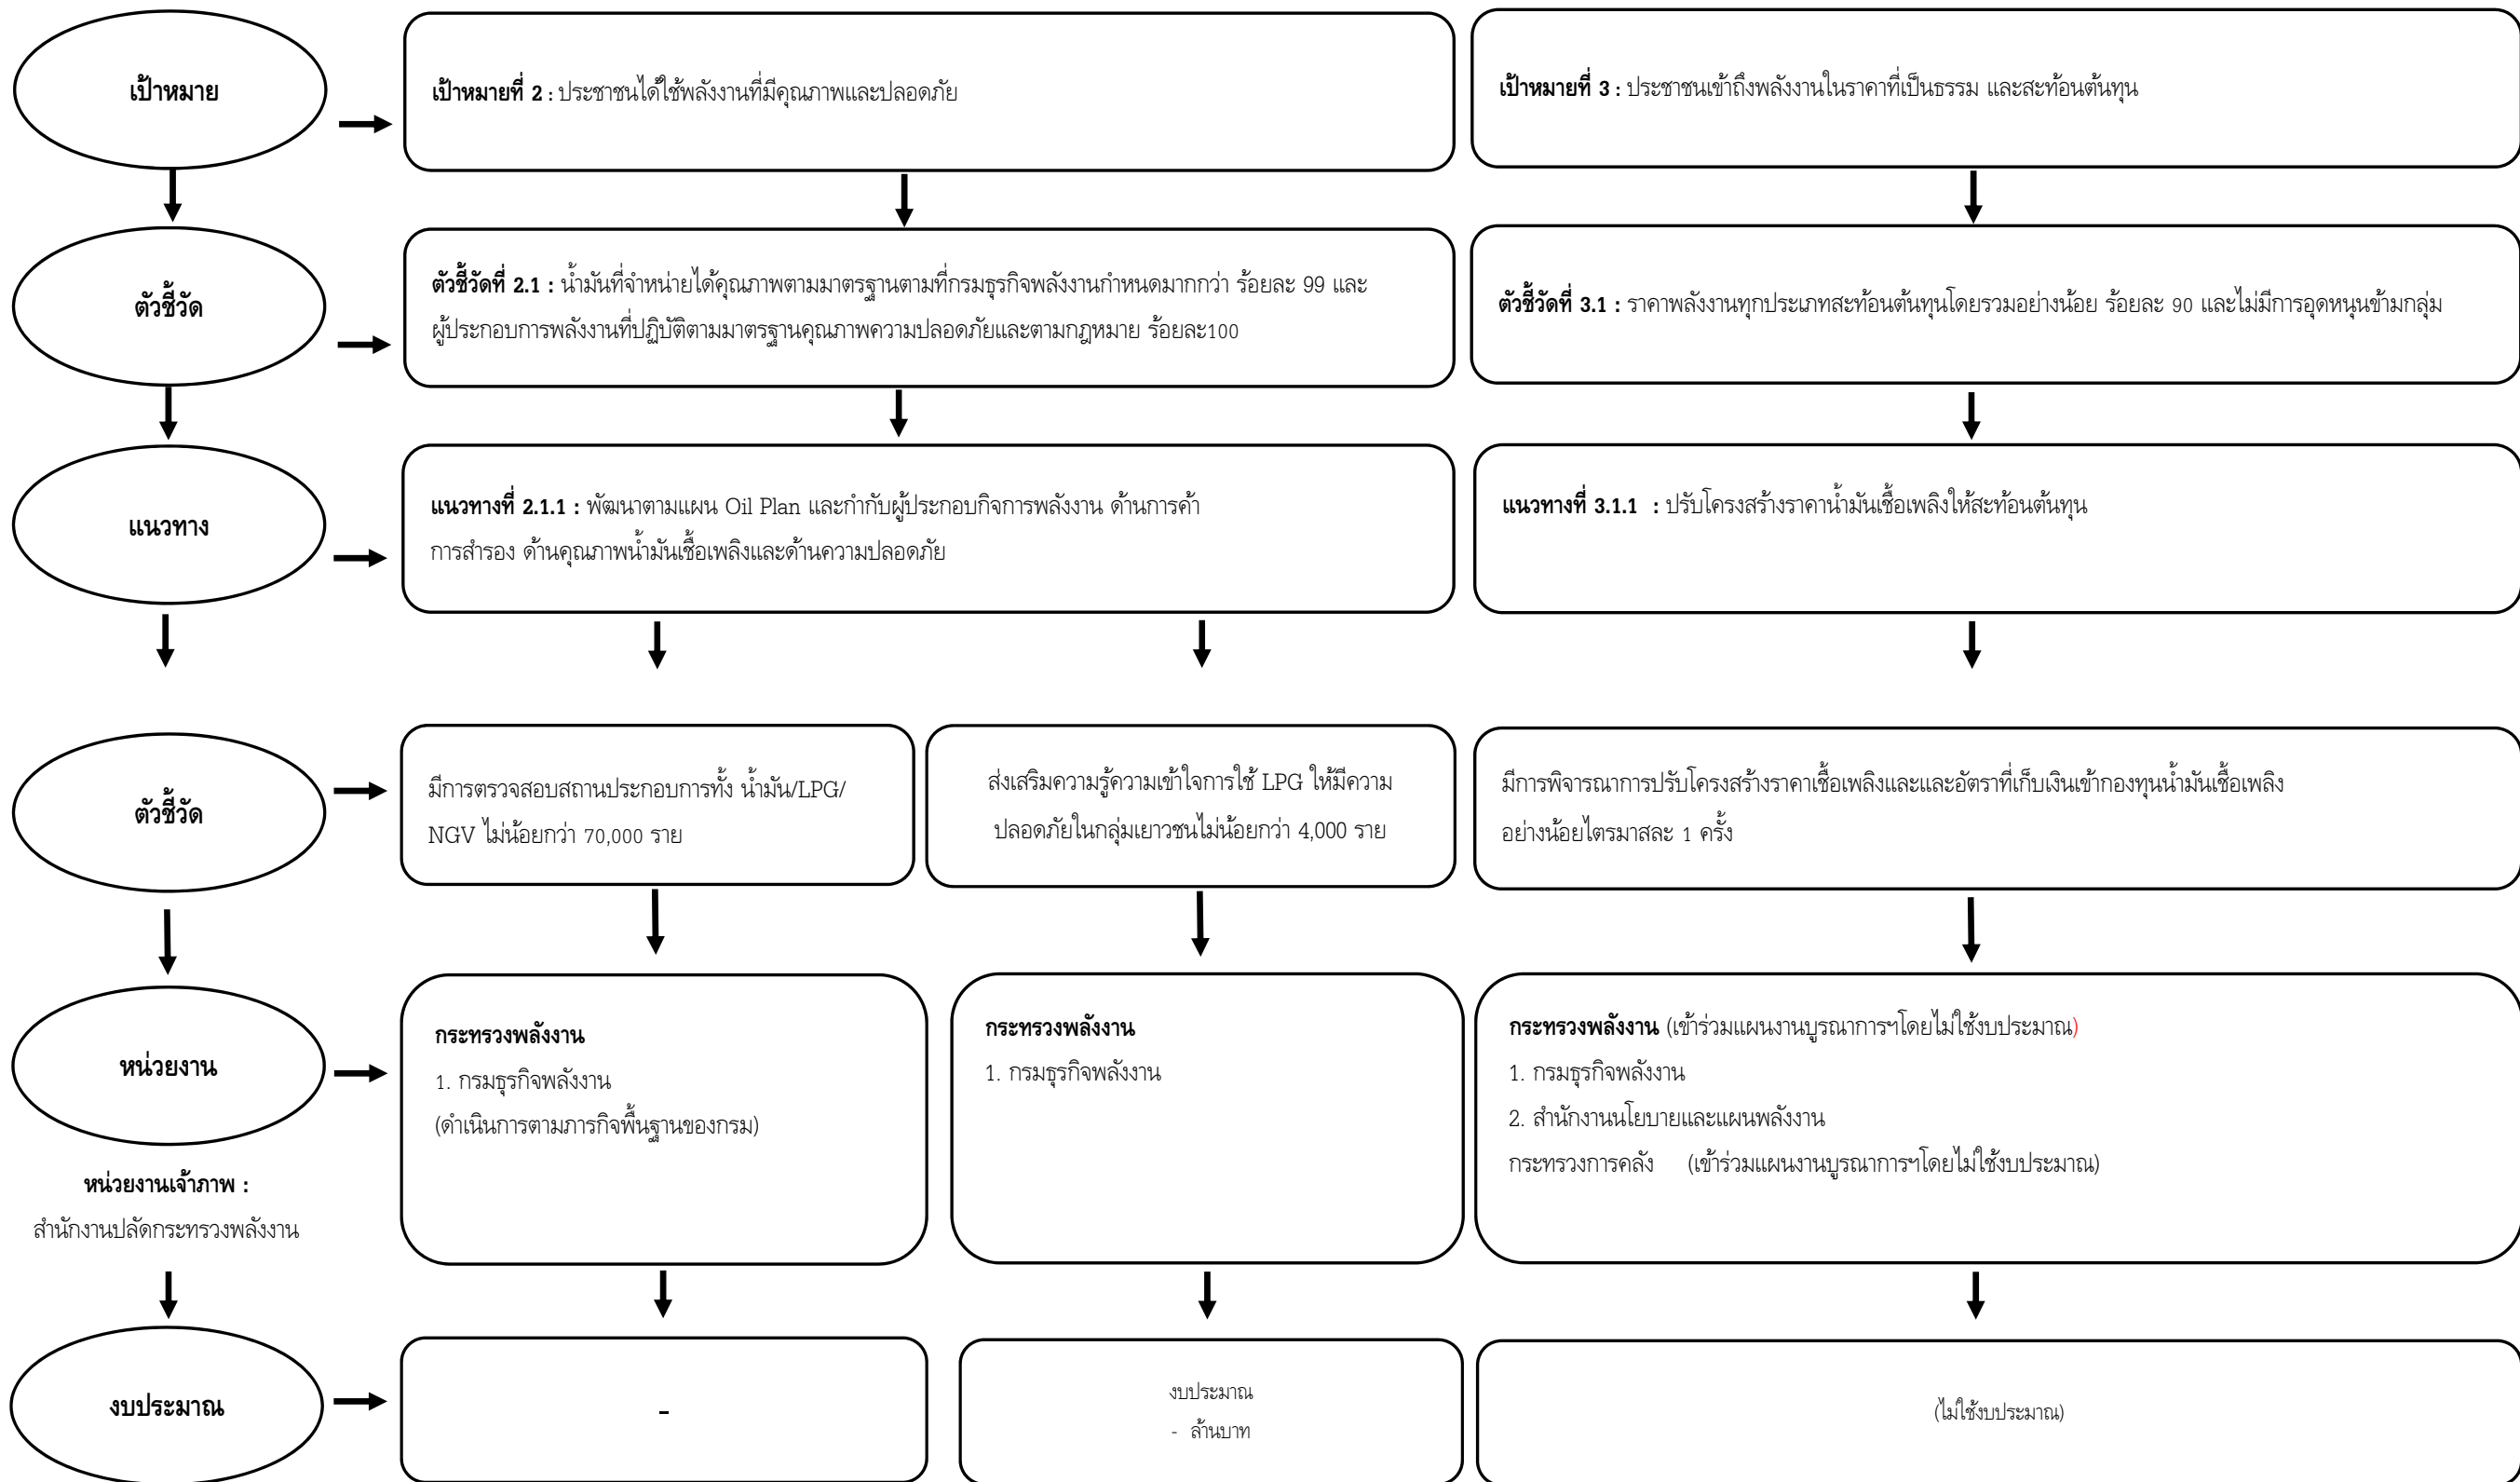 เป้าหมาย
เป้าหมายที่ 2 : ประชาชนได้ใช้พลังงานที่มีคุณภาพและปลอดภัย
เป้าหมายที่ 3 : ประชาชนเข้าถึงพลังงานในราคาที่เป็นธรรม และสะท้อนต้นทุน
ตัวชี้วัด
ตัวชี้วัดที่ 2.1 : น้ำมันที่จำหน่ายได้คุณภาพตามมาตรฐานตามที่กรมธุรกิจพลังงานกำหนดมากกว่า ร้อยละ 99 และ
ผู้ประกอบการพลังงานที่ปฏิบัติตามมาตรฐานคุณภาพความปลอดภัยและตามกฎหมาย ร้อยละ100
ตัวชี้วัดที่ 3.1 : ราคาพลังงานทุกประเภทสะท้อนต้นทุนโดยรวมอย่างน้อย ร้อยละ 90 และไม่มีการอุดหนุนข้ามกลุ่ม
แนวทาง
แนวทางที่ 2.1.1 : พัฒนาตามแผน Oil Plan และกำกับผู้ประกอบกิจการพลังงาน ด้านการค้า
การสำรอง ด้านคุณภาพน้ำมันเชื้อเพลิงและด้านความปลอดภัย
แนวทางที่ 3.1.1 : ปรับโครงสร้างราคาน้ำมันเชื้อเพลิงให้สะท้อนต้นทุน
ตัวชี้วัด
มีการตรวจสอบสถานประกอบการทั้ง น้ำมัน/LPG/
NGV ไม่น้อยกว่า 70,000 ราย
ส่งเสริมความรู้ความเข้าใจการใช้ LPG ให้มีความ
ปลอดภัยในกลุ่มเยาวชนไม่น้อยกว่า 4,000 ราย
มีการพิจารณาการปรับโครงสร้างราคาเชื้อเพลิงและและอัตราที่เก็บเงินเข้ากองทุนน้ำมันเชื้อเพลิง
อย่างน้อยไตรมาสละ 1 ครั้ง
หน่วยงาน
หน่วยงานเจ้าภาพ :
สำนักงานปลัดกระทรวงพลังงาน
กระทรวงพลังงาน
1. กรมธุรกิจพลังงาน
(ดำเนินการตามภารกิจพื้นฐานของกรม)
กระทรวงพลังงาน
1. กรมธุรกิจพลังงาน
กระทรวงพลังงาน (เข้าร่วมแผนงานบูรณาการฯโดยไม่ใช้งบประมาณ)
1. กรมธุรกิจพลังงาน
2. สำนักงานนโยบายและแผนพลังงาน
กระทรวงการคลัง (เข้าร่วมแผนงานบูรณาการฯโดยไม่ใช้งบประมาณ)
งบประมาณ
-
งบประมาณ
- ล้านบาท
(ไม่ใช้งบประมาณ)